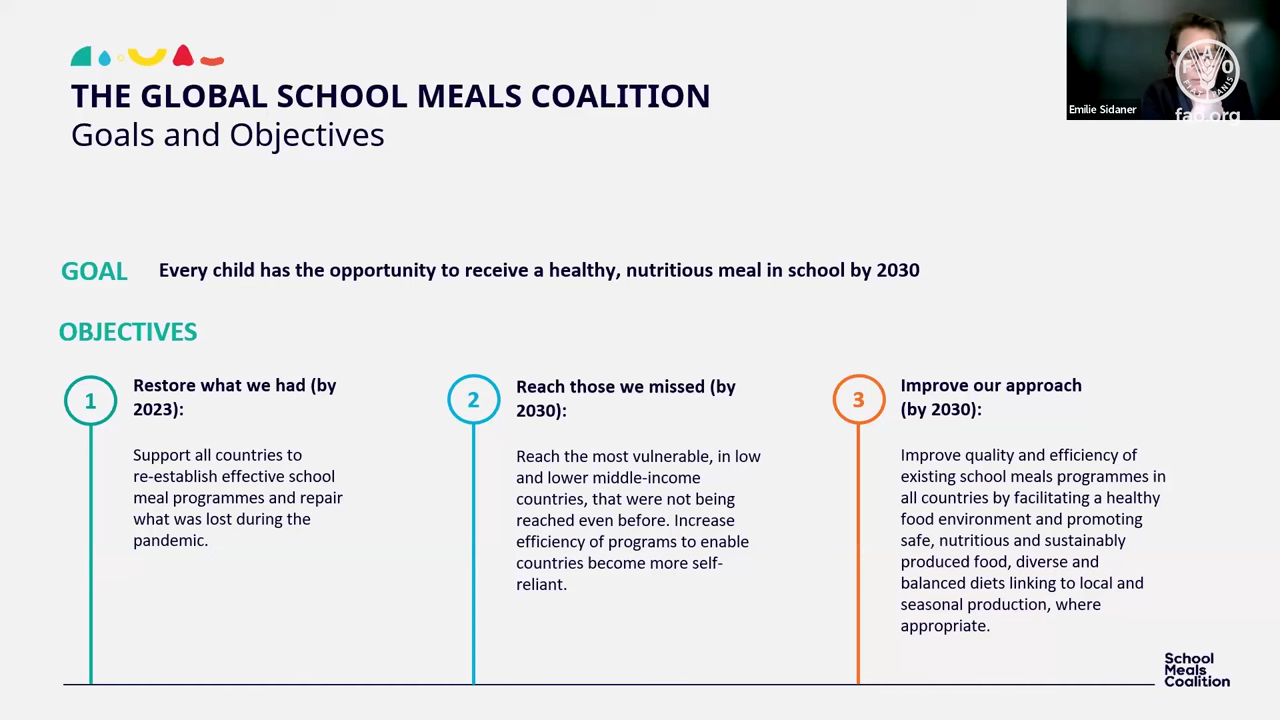 THE GLOBAL SCHOOL MEALS COALITION
Goals and Objectives
Emilie Sidaner
F A O
fao.org
GOAL
Every child has the opportunity to receive a healthy, nutritious meal in school by 2030
OBJECTIVES
1
Restore what we had (by
2023):
Support all countries to
re-establish effective school
meal programmes and repair
what was lost during the
pandemic.
2
Reach those we missed (by
2030):
Reach the most vulnerable, in low
and lower middle-income
countries, that were not being
reached even before. Increase
efficiency of programs to enable
countries become more self-
reliant.
3
Improve our approach
(by 2030):
Improve quality and efficiency of
existing school meals programmes in
all countries by facilitating a healthy
food environment and promoting
safe, nutritious and sustainably
produced food, diverse and
balanced diets linking to local and
seasonal production, where
appropriate.
School
Meals
Coalition